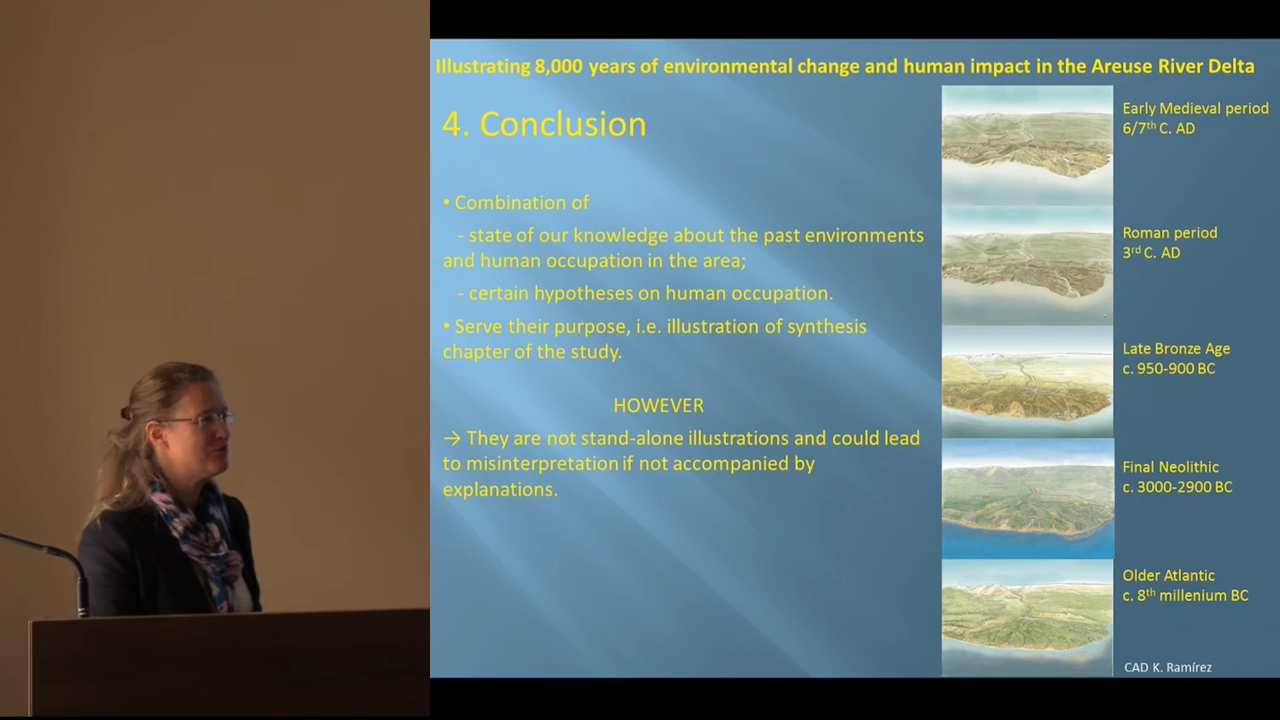 Illustrating 8,000 years of environmental change and human impact in the Areuse River Delta
4. Conclusion
• Combination of
- state of our knowledge about the past environments
and human occupation in the area;
- certain hypotheses on human occupation.
• Serve their purpose, i.e. illustration of synthesis
chapter of the study.
HOWEVER
→ They are not stand-alone illustrations and could lead
to misinterpretation if not accompanied by
explanations.
Early Medieval period
6/7th C. AD
Roman period
3rd C. AD
Late Bronze Age
c. 950-900 BC
Final Neolithic
c. 3000-2900 BC
Older Atlantic
c. 8th millenium BC
CAD K. Ramírez